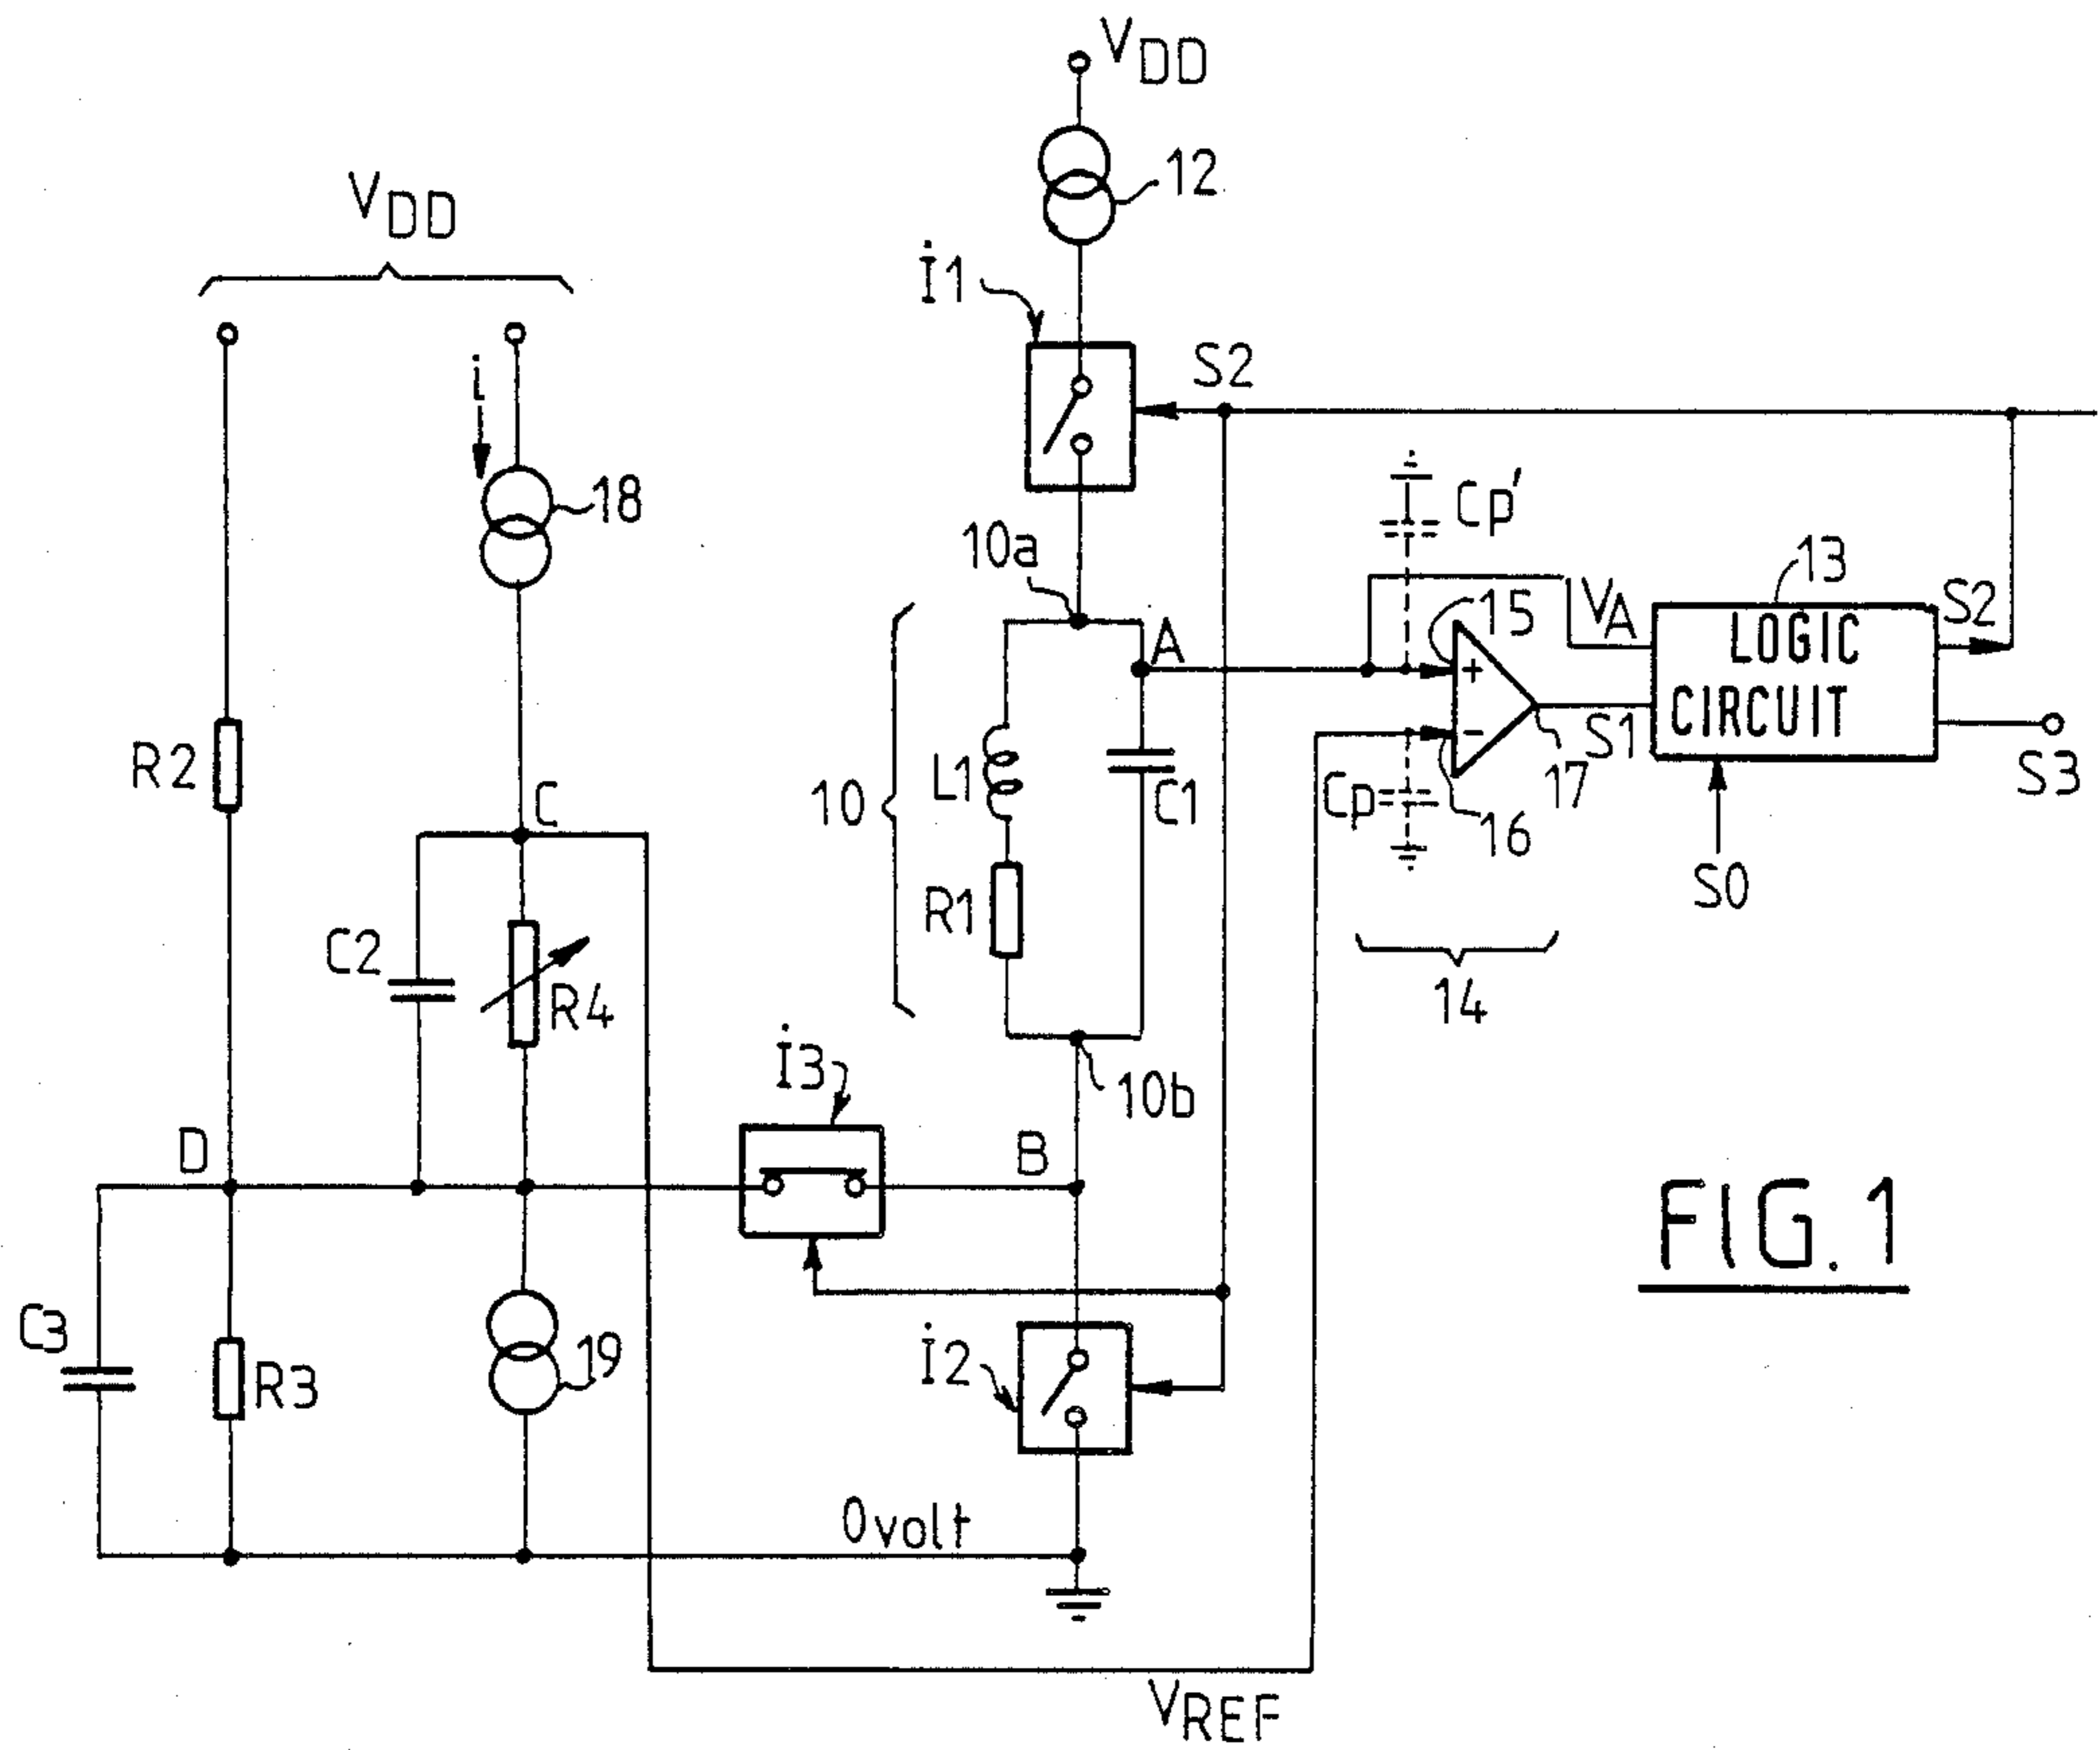 VDD
12
VDD
i1
S2
i
18
10a
Cp'
13
A
15
VA
LOGIC
CIRCUIT
S2
R2
C
L1
10
C1
Cp
16
17
S1
S3
S0
C2
R4
R1
14
i3
10b
D
B
C3
R3
19
i2
0volt
VREF
FIG.1